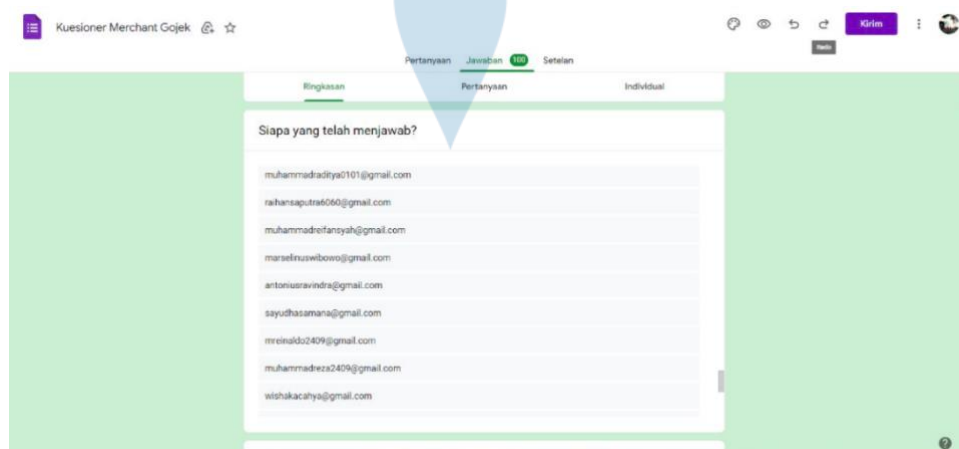 Kuesioner Merchant Gojek
Kirim
Redo
Pertanyaan Jawaban 100 Setelan
Ringkasan Pertanyaan Individual
Siapa yang telah menjawab?
muhammadraditya0101@gmail.com
raihansaputra6060@gmail.com
muhammadreifansyah@gmail.com
marselinuswibowo@gmail.com
antoniusravindra@gmail.com
sayudhasamana@gmail.com
mreinaldo2409@gmail.com
muhammadreza2409@gmail.com
wishakacahya@gmail.com